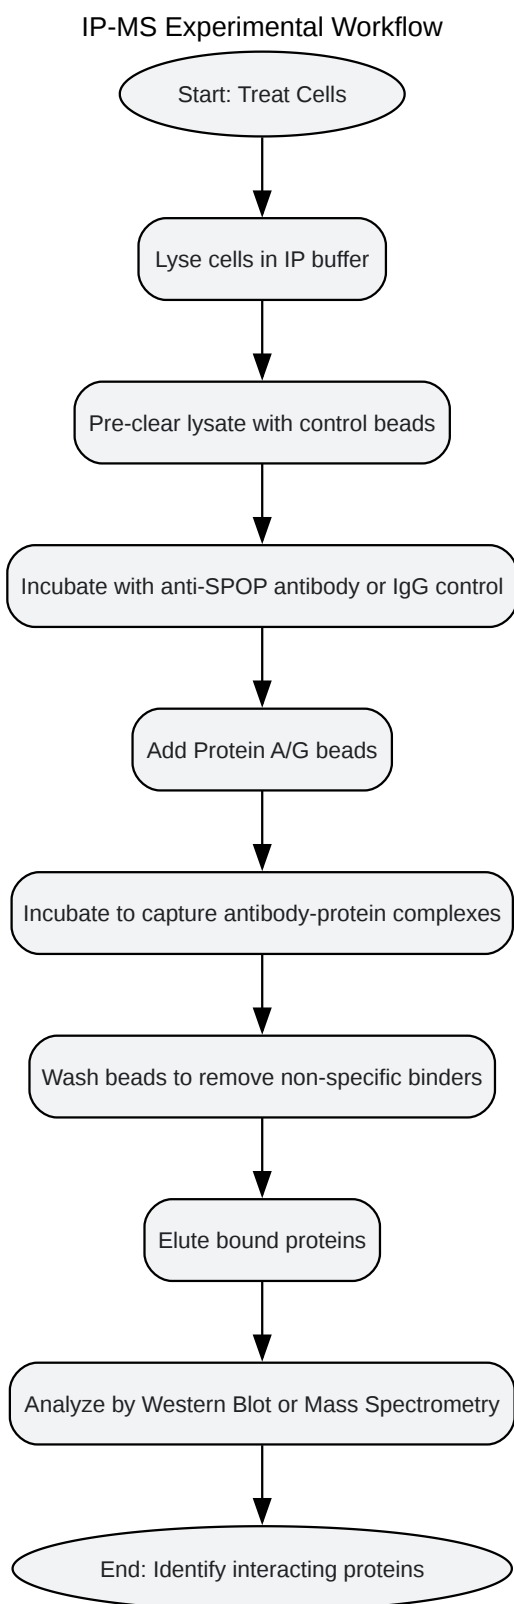 IP-MS Experimental Workflow
Start: Treat Cells
Lyse cells in IP buffer
Pre-clear lysate with control beads
Incubate with anti-SPOP antibody or IgG control
Add Protein A/G beads
Incubate to capture antibody-protein complexes
Wash beads to remove non-specific binders
Elute bound proteins
Analyze by Western Blot or Mass Spectrometry
End: Identify interacting proteins